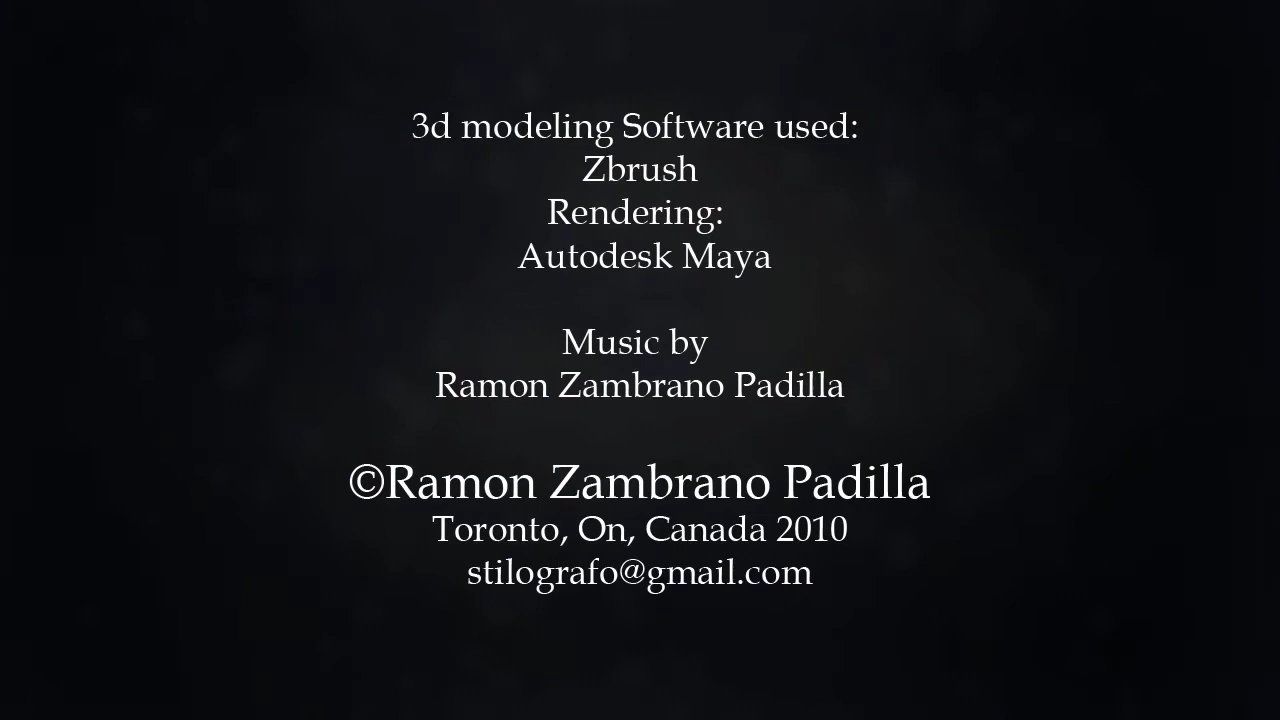 3d modeling Software used:
Zbrush
Rendering:
Autodesk Maya
Music by
Ramon Zambrano Padilla
©Ramon Zambrano Padilla
Toronto, On, Canada 2010
stilografo@gmail.com